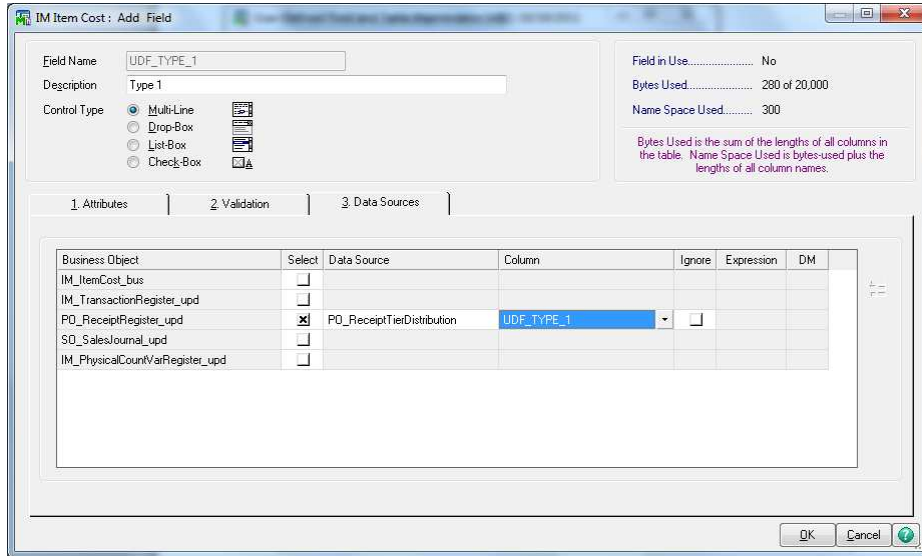 IM Item Cost : Add Field
Field Name UDF_TYPE_1
Description Type 1
Control Type Multi-Line
Drop-Box
List-Box
Check-Box
Field in Use...................... No
Bytes Used...................... 280 of 20,000
Name Space Used.......... 300
Bytes Used is the sum of the lengths of all columns in
the table. Name Space Used is bytes-used plus the
lengths of all column names.
1. Attributes 2. Validation 3. Data Sources
Business Object Select Data Source Column Ignore Expression DM
IM_ItemCost_bus
IM_TransactionRegister_upd
PO_ReceiptRegister_upd PO_ReceiptTierDistribution UDF_TYPE_1
SO_SalesJournal_upd
IM_PhysicalCountVarRegister_upd
OK Cancel